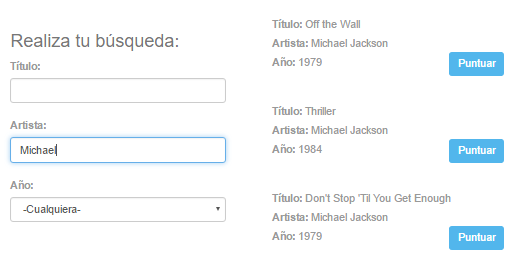 Realiza tu búsqueda:
Título:
Artista:
Michael
Año:
-Cualquiera-
Título: Off the Wall
Artista: Michael Jackson
Año: 1979
Puntuar
Título: Thriller
Artista: Michael Jackson
Año: 1984
Puntuar
Título: Don't Stop 'Til You Get Enough
Artista: Michael Jackson
Año: 1979
Puntuar